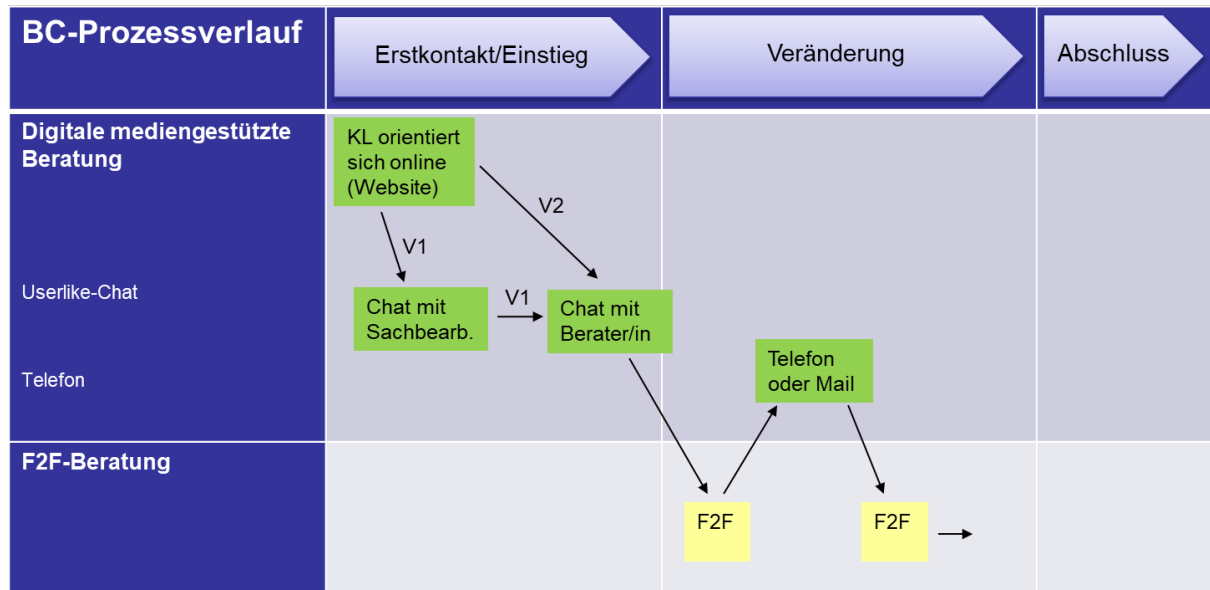 BC-Prozessverlauf
Erstkontakt/Einstieg
Veränderung
Abschluss
Digitale mediengestützte
Beratung
KL orientiert
sich online
(Website)
V2
V1
Userlike-Chat
Chat mit
Sachbearb.
V1
Chat mit
Berater/in
Telefon
Telefon
oder Mail
F2F-Beratung
F2F
F2F